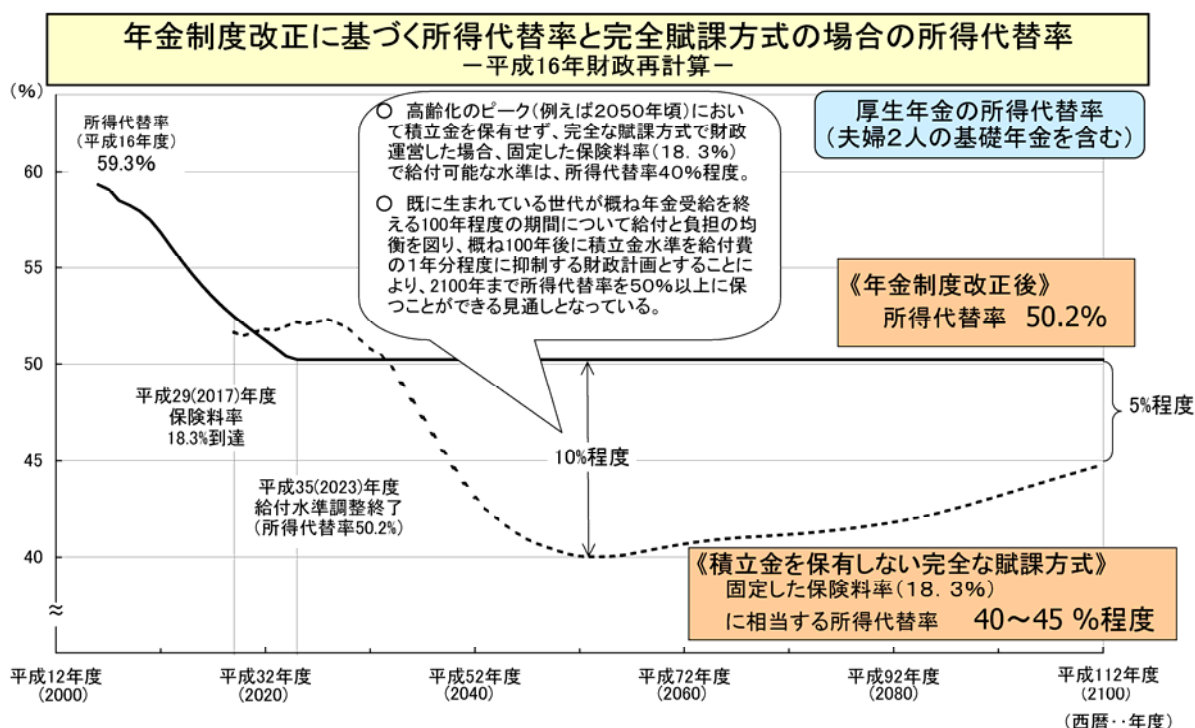 年金制度改正に基づく所得代替率と完全賦課方式の場合の所得代替率
－平成16年財政再計算－
(%)
所得代替率
(平成16年度)
59.3%
○ 高齢化のピーク(例えば2050年頃)におい
て積立金を保有せず、完全な賦課方式で財政
運営した場合、固定した保険料率(18.3%)
で給付可能な水準は、所得代替率40%程度。
○ 既に生まれている世代が概ね年金受給を終
える100年程度の期間について給付と負担の均
衡を図り、概ね100年後に積立金水準を給付費
の1年分程度に抑制する財政計画とすることに
より、2100年まで所得代替率を50%以上に保
つことができる見通しとなっている。
厚生年金の所得代替率
(夫婦2人の基礎年金を含む)
60
55
50
45
40
≈
《年金制度改正後》
所得代替率 50.2%
平成29(2017)年度
保険料率
18.3%到達
平成35(2023)年度
給付水準調整終了
(所得代替率50.2%)
10%程度
5%程度
《積立金を保有しない完全な賦課方式》
固定した保険料率(18.3%)
に相当する所得代替率 40～45 %程度
平成12年度
(2000)
平成32年度
(2020)
平成52年度
(2040)
平成72年度
(2060)
平成92年度
(2080)
平成112年度
(2100)
(西暦‥年度)